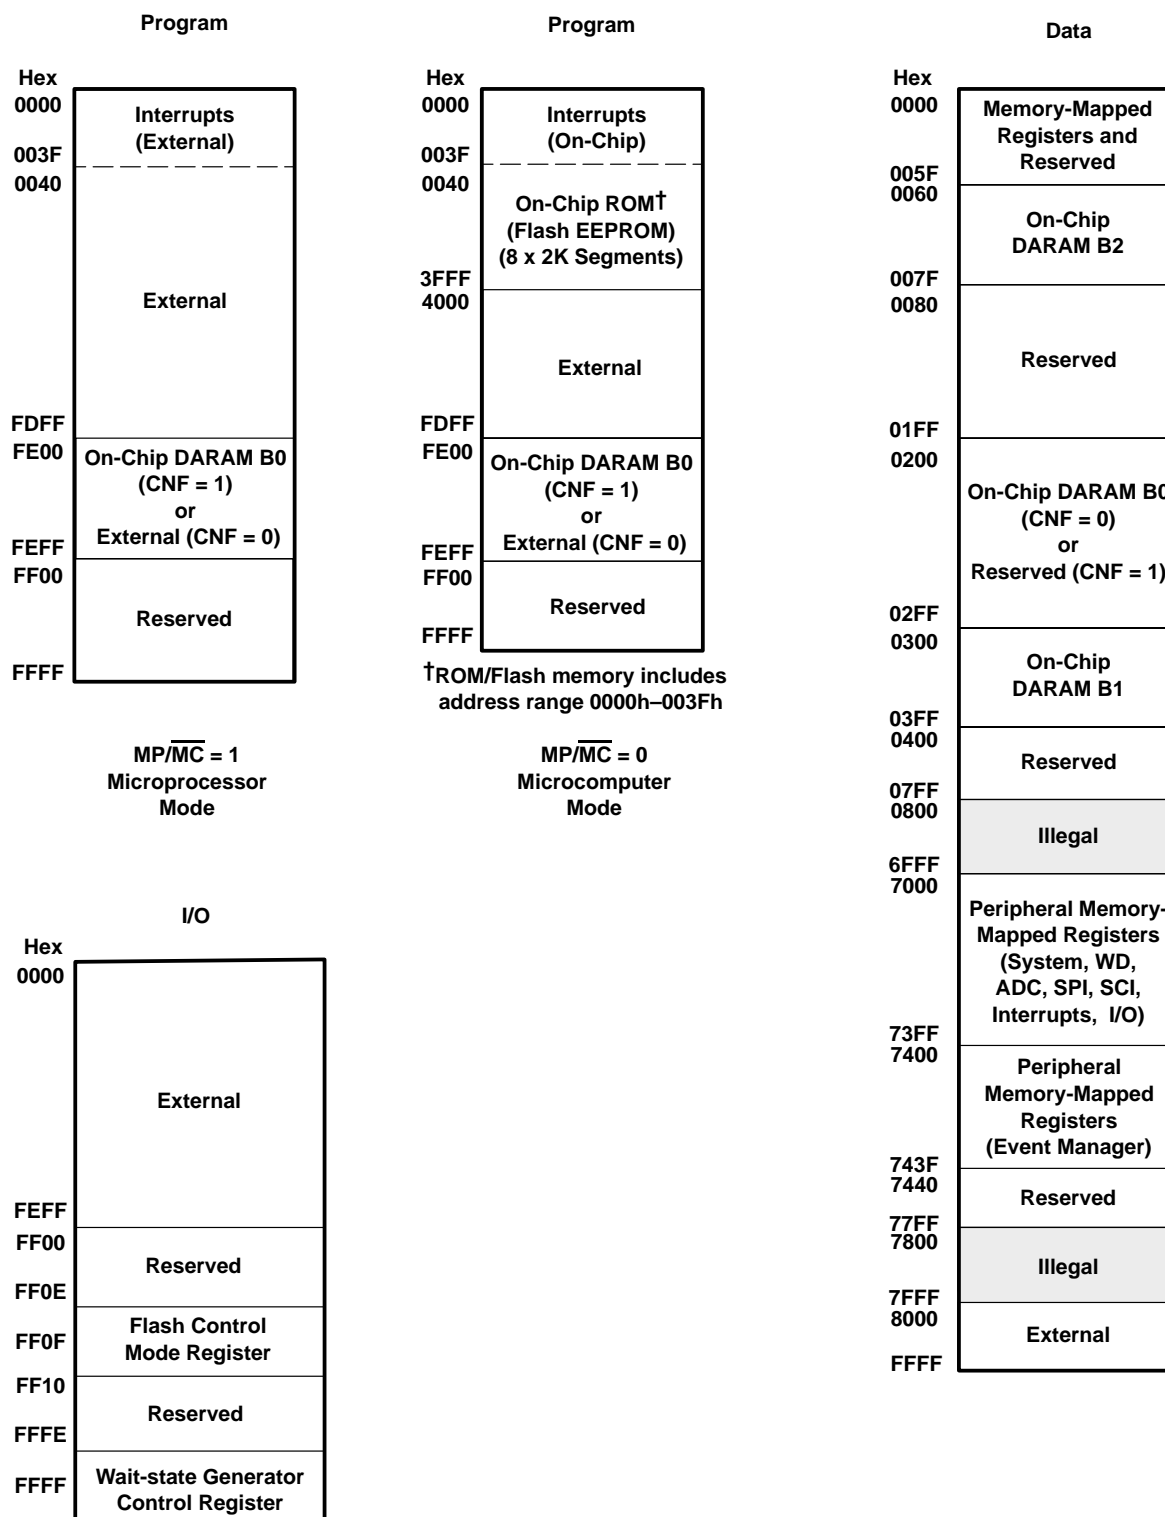 Program
Hex
0000
Interrupts
(External)
003F
0040
External
FDFF
FE00
On-Chip DARAM B0
(CNF = 1)
or
External (CNF = 0)
FEFF
FF00
Reserved
FFFF
MP/MC = 1
Microprocessor
Mode
Program
Hex
0000
Interrupts
(On-Chip)
003F
0040
On-Chip ROM†
(Flash EEPROM)
(8 x 2K Segments)
3FFF
4000
External
FDFF
FE00
On-Chip DARAM B0
(CNF = 1)
or
External (CNF = 0)
FEFF
FF00
Reserved
FFFF
†ROM/Flash memory includes
address range 0000h–003Fh
MP/MC = 0
Microcomputer
Mode
Data
Hex
0000
Memory-Mapped
Registers and
Reserved
005F
0060
On-Chip
DARAM B2
007F
0080
Reserved
01FF
0200
On-Chip DARAM B0
(CNF = 0)
or
Reserved (CNF = 1)
02FF
0300
On-Chip
DARAM B1
03FF
0400
Reserved
07FF
0800
Illegal
6FFF
7000
Peripheral Memory-
Mapped Registers
(System, WD,
ADC, SPI, SCI,
Interrupts, I/O)
73FF
7400
Peripheral
Memory-Mapped
Registers
(Event Manager)
743F
7440
Reserved
77FF
7800
Illegal
7FFF
8000
External
FFFF
I/O
Hex
0000
External
FEFF
FF00
Reserved
FF0E
FF0F
Flash Control
Mode Register
FF10
Reserved
FFFE
FFFF
Wait-state Generator
Control Register